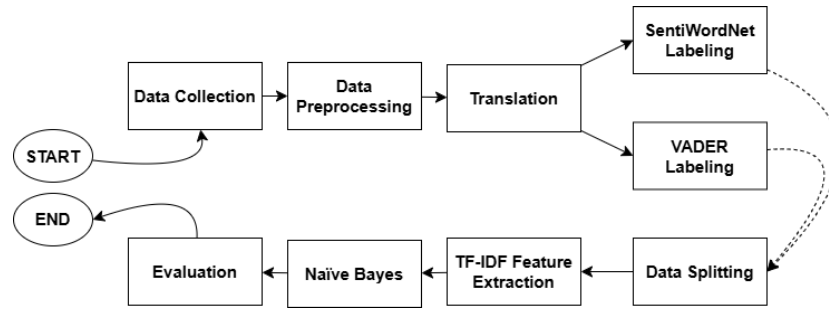 SentiWordNet
Labeling
Data Collection
Data
Preprocessing
Translation
START
VADER
Labeling
END
Evaluation
Naïve Bayes
TF-IDF Feature
Extraction
Data Splitting